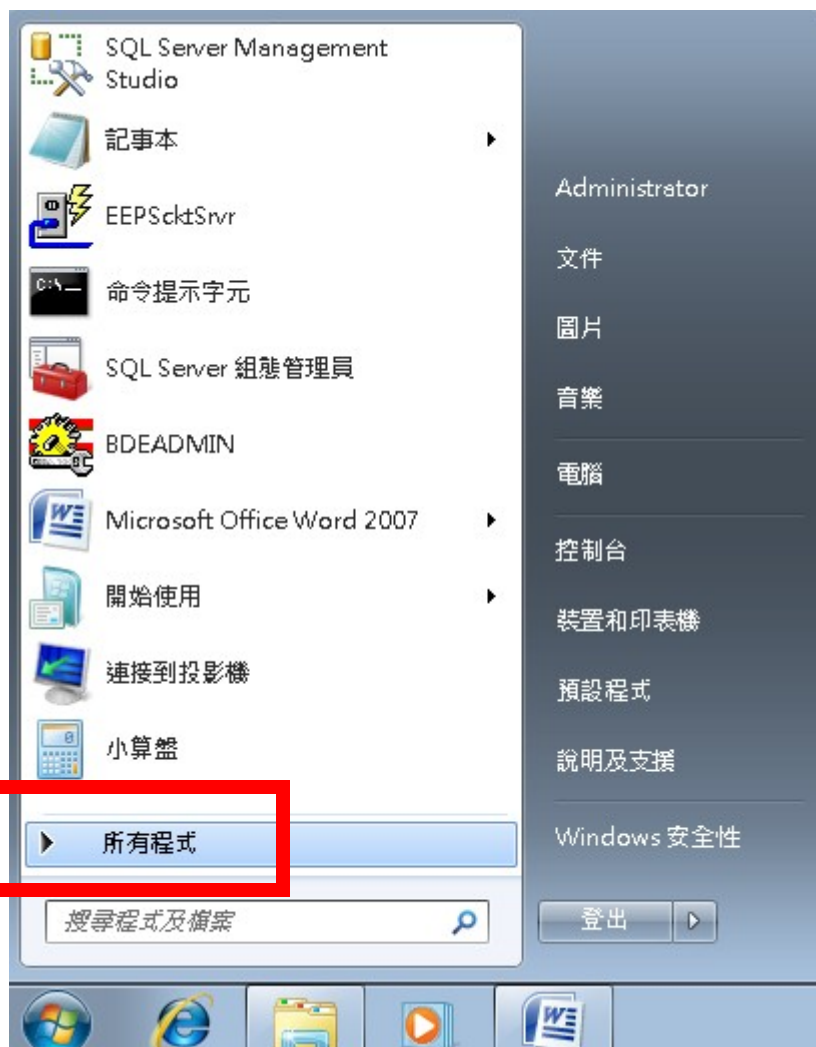 SQL Server Management
Studio
記事本
EEPScktSrvr
命令提示字元
SQL Server 組態管理員
BDEADMIN
Microsoft Office Word 2007
開始使用
連接到投影機
小算盤
所有程式
搜尋程式及檔案
Administrator
文件
圖片
音樂
電腦
控制台
裝置和印表機
預設程式
說明及支援
Windows 安全性
登出